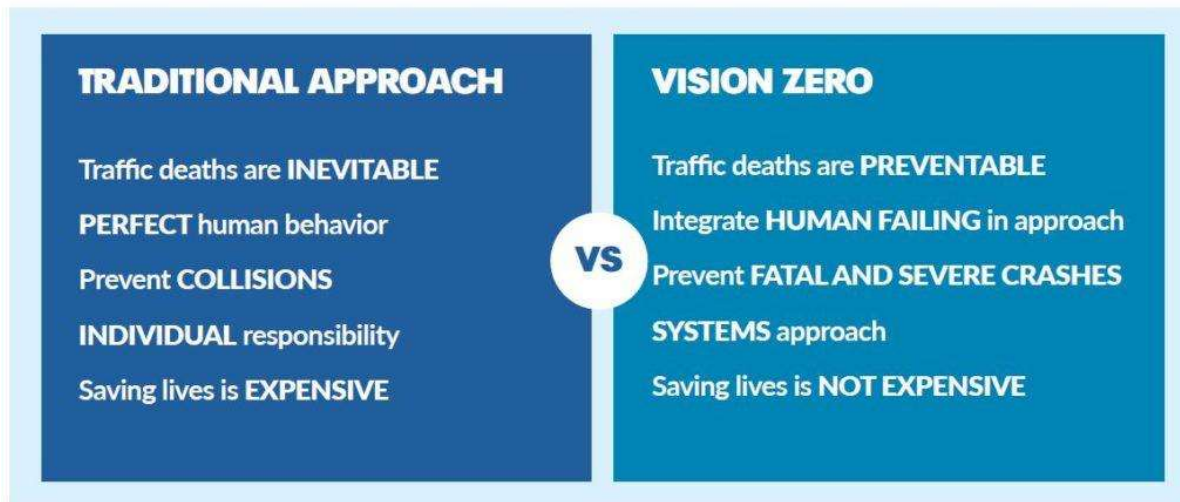 TRADITIONAL APPROACH
Traffic deaths are INEVITABLE
PERFECT human behavior
Prevent COLLISIONS
INDIVIDUAL responsibility
Saving lives is EXPENSIVE
VS
VISION ZERO
Traffic deaths are PREVENTABLE
Integrate HUMAN FAILING in approach
Prevent FATAL AND SEVERE CRASHES
SYSTEMS approach
Saving lives is NOT EXPENSIVE